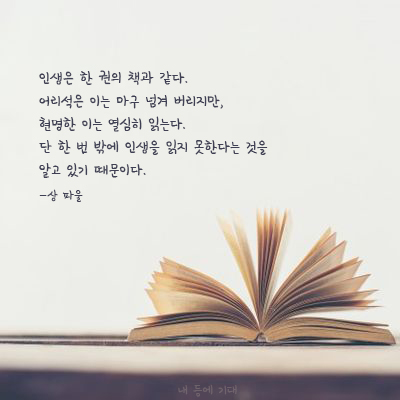 인생은 한 권의 책과 같다.
어리석은 이는 마구 넘겨 버리지만,
현명한 이는 열심히 읽는다.
단 한 번 밖에 인생을 읽지 못한다는 것을
알고 있기 때문이다.
-상 파울
내 등에 기대